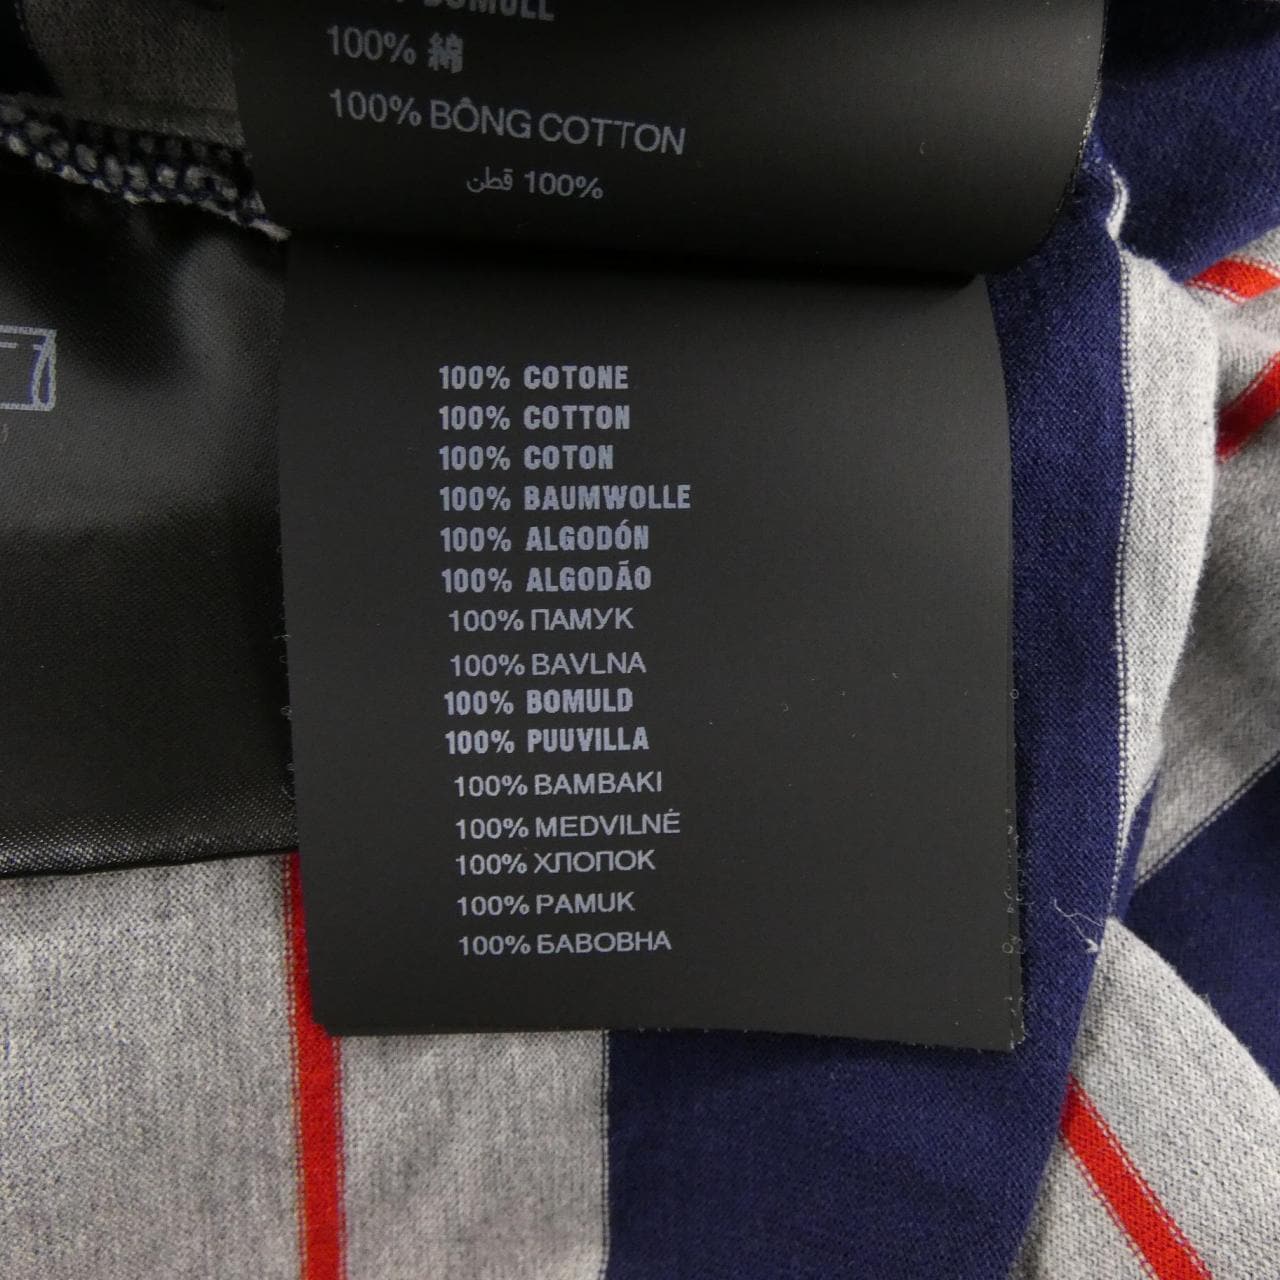 BOMULL
100% 綿
100% BÔNG COTTON
100% قطن
100% COTONE
100% COTTON
100% COTON
100% BAUMWOLLE
100% ALGODÓN
100% ALGODÃO
100% ПАМУК
100% BAVLNA
100% BOMULD
100% PUUVILLA
100% BAMBAKI
100% MEDVILNĖ
100% ХЛОПОК
100% PAMUK
100% БАВОВНА